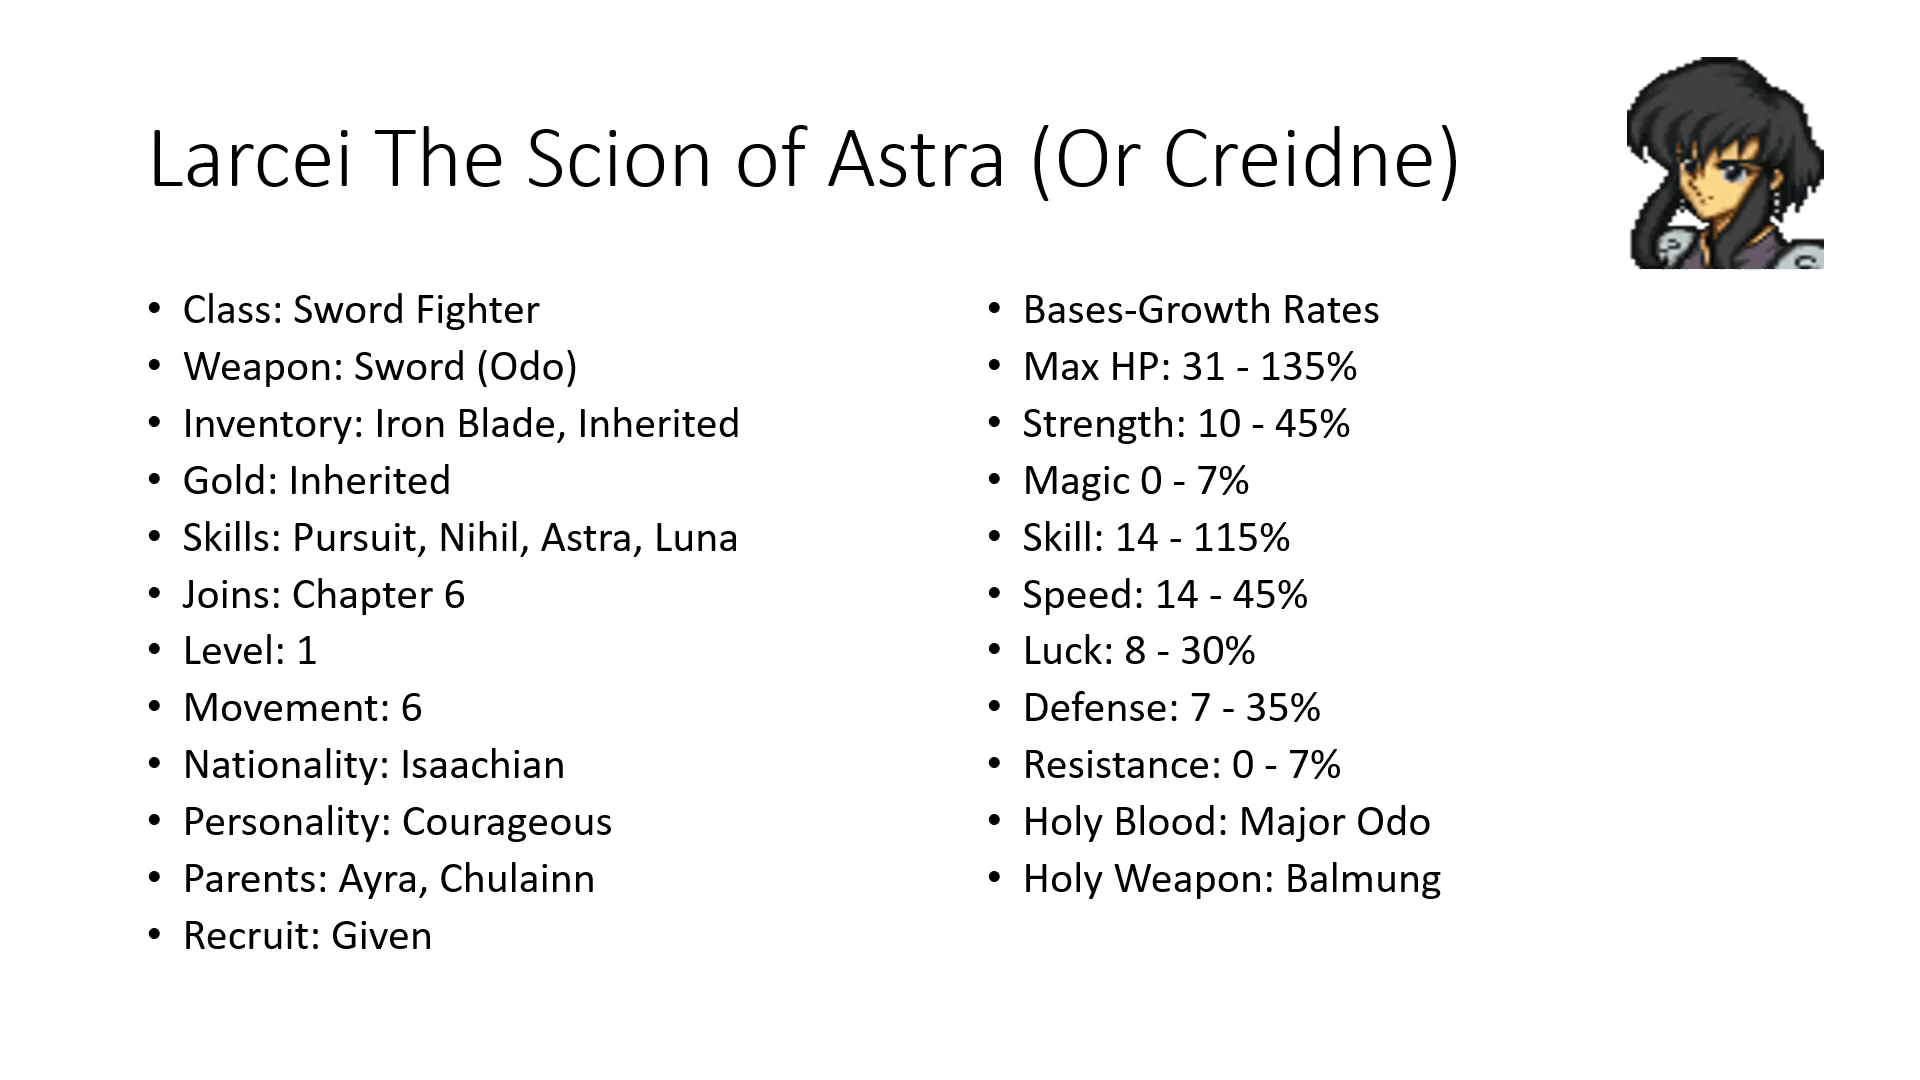 Larcei The Scion of Astra (Or Creidne)
• Class: Sword Fighter
• Weapon: Sword (Odo)
• Inventory: Iron Blade, Inherited
• Gold: Inherited
• Skills: Pursuit, Nihil, Astra, Luna
• Joins: Chapter 6
• Level: 1
• Movement: 6
• Nationality: Isaachian
• Personality: Courageous
• Parents: Ayra, Chulainn
• Recruit: Given
• Bases-Growth Rates
• Max HP: 31 - 135%
• Strength: 10 - 45%
• Magic 0 - 7%
• Skill: 14 - 115%
• Speed: 14 - 45%
• Luck: 8 - 30%
• Defense: 7 - 35%
• Resistance: 0 - 7%
• Holy Blood: Major Odo
• Holy Weapon: Balmung